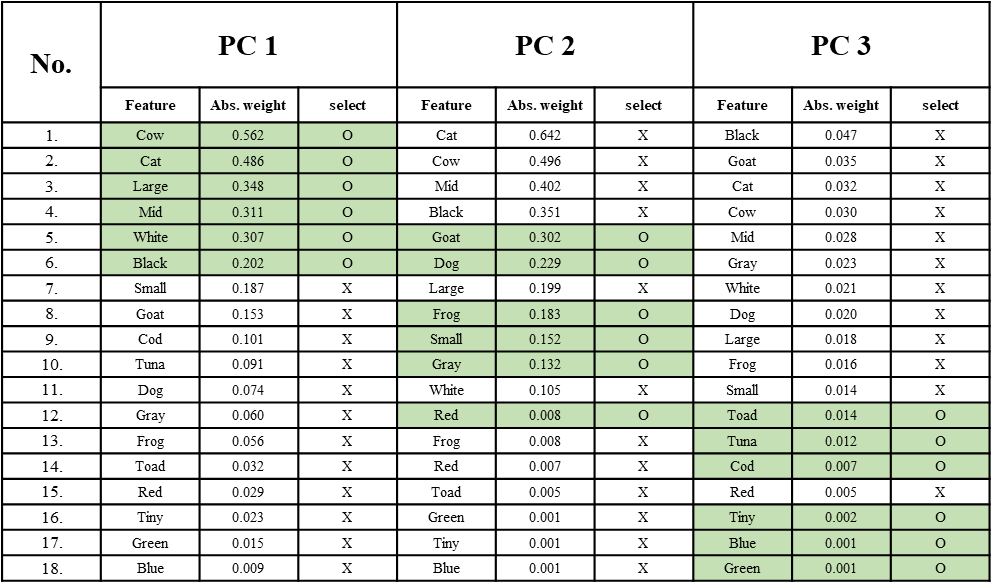 No. PC 1 PC 2 PC 3
Feature Abs. weight select Feature Abs. weight select Feature Abs. weight select
1. Cow 0.562 O Cat 0.642 X Black 0.047 X
2. Cat 0.486 O Cow 0.496 X Goat 0.035 X
3. Large 0.348 O Mid 0.402 X Cat 0.032 X
4. Mid 0.311 O Black 0.351 X Cow 0.030 X
5. White 0.307 O Goat 0.302 O Mid 0.028 X
6. Black 0.202 O Dog 0.229 O Gray 0.023 X
7. Small 0.187 X Large 0.199 X White 0.021 X
8. Goat 0.153 X Frog 0.183 O Dog 0.020 X
9. Cod 0.101 X Small 0.152 O Large 0.018 X
10. Tuna 0.091 X Gray 0.132 O Frog 0.016 X
11. Dog 0.074 X White 0.105 X Small 0.014 X
12. Gray 0.060 X Red 0.008 O Toad 0.014 O
13. Frog 0.056 X Frog 0.008 X Tuna 0.012 O
14. Toad 0.032 X Red 0.007 X Cod 0.007 O
15. Red 0.029 X Toad 0.005 X Red 0.005 X
16. Tiny 0.023 X Green 0.001 X Tiny 0.002 O
17. Green 0.015 X Tiny 0.001 X Blue 0.001 O
18. Blue 0.009 X Blue 0.001 X Green 0.001 O